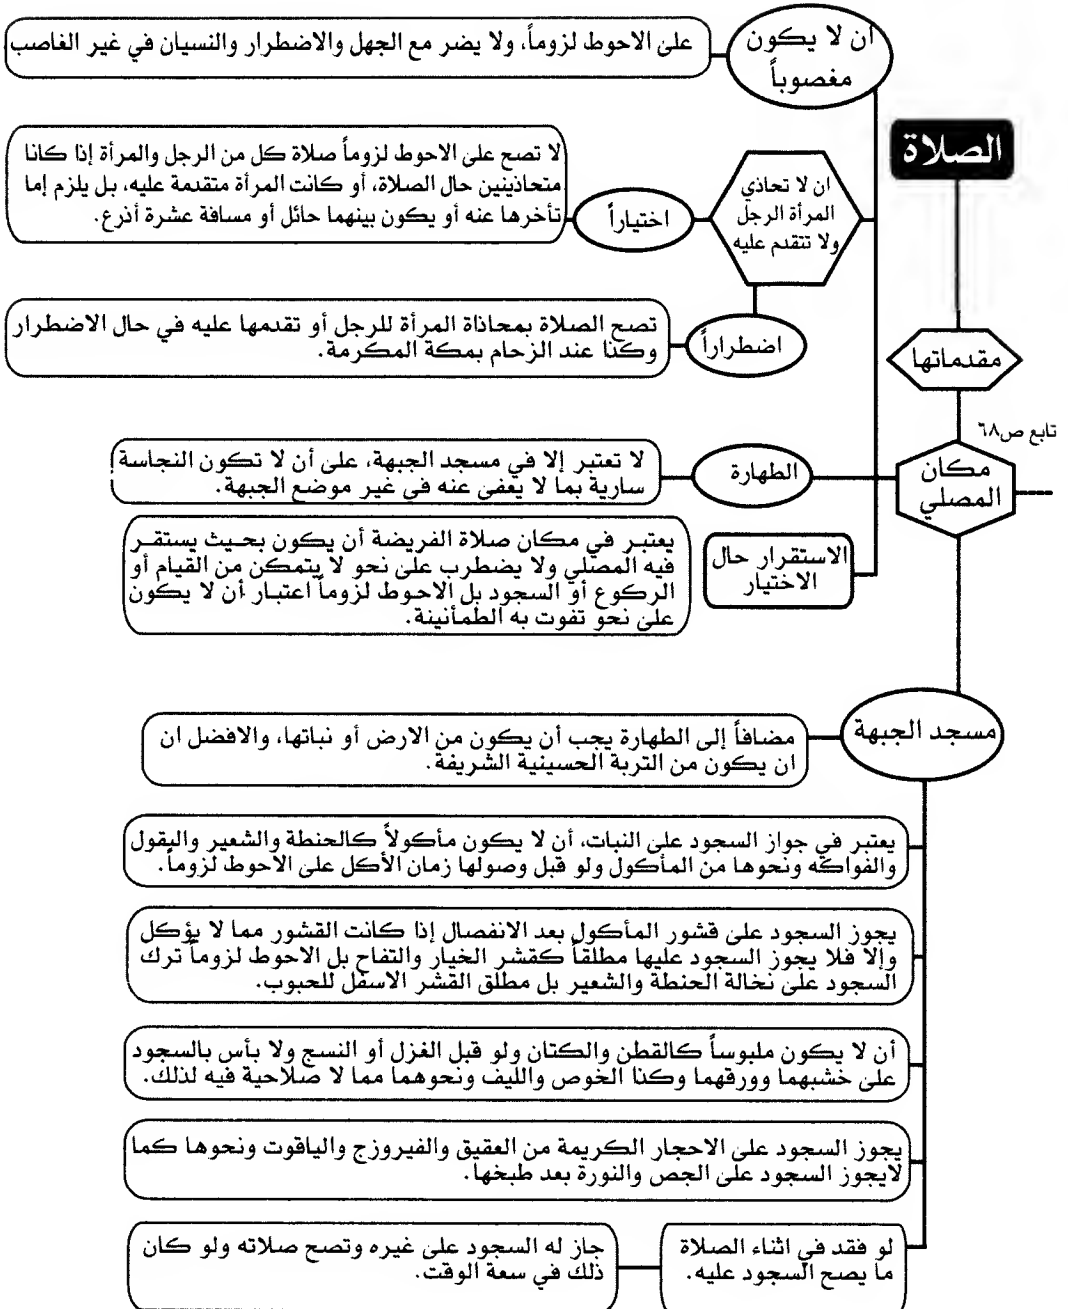 الصلاة
مقدماتها
تابع ص٦٨
مكان
المصلي
أن لا يكون
مغصوباً
على الاحوط لزوماً، ولا يضر مع الجهل والاضطرار والنسيان في غير الغاصب
ان لا تحاذي
المرأة الرجل
ولا تتقدم عليه
اختياراً
لا تصح على الاحوط لزوماً صلاة كل من الرجل والمرأة إذا كانا
متحاذيين حال الصلاة، أو كانت المرأة متقدمة عليه، بل يلزم إما
تأخرها عنه أو يكون بينهما حائل أو مسافة عشرة أذرع.
اضطراراً
تصح الصلاة بمحاذاة المرأة للرجل أو تقدمها عليه في حال الاضطرار
وكذا عند الزحام بمكة المكرمة.
الطهارة
لا تعتبر إلا في مسجد الجبهة، على أن لا تكون النجاسة
سارية بما لا يعفى عنه في غير موضع الجبهة.
الاستقرار حال
الاختيار
يعتبر في مكان صلاة الفريضة أن يكون بحيث يستقر
فيه المصلي ولا يضطرب على نحو لا يتمكن من القيام أو
الركوع أو السجود بل الاحوط لزوماً اعتبار أن لا يكون
على نحو تفوت به الطمأنينة.
مسجد الجبهة
مضافاً إلى الطهارة يجب أن يكون من الارض أو نباتها، والافضل ان
ان يكون من التربة الحسينية الشريفة.
يعتبر في جواز السجود على النبات، أن لا يكون مأكولاً كالحنطة والشعير والبقول
والفواكه ونحوها من المأكول ولو قبل وصولها زمان الأكل على الاحوط لزوماً.
يجوز السجود على قشور المأكول بعد الانفصال إذا كانت القشور مما لا يؤكل
وإلا فلا يجوز السجود عليها مطلقاً كقشر الخيار والتفاح بل الاحوط لزوماً ترك
السجود على نخالة الحنطة والشعير بل مطلق القشر الاسفل للحبوب.
أن لا يكون ملبوساً كالقطن والكتان ولو قبل الغزل أو النسج ولا بأس بالسجود
على خشبهما وورقهما وكذا الخوص والليف ونحوهما مما لا صلاحية فيه لذلك.
يجوز السجود على الاحجار الكريمة من العقيق والفيروزج والياقوت ونحوها كما
لايجوز السجود على الجص والنورة بعد طبخها.
لو فقد في اثناء الصلاة
ما يصح السجود عليه.
جاز له السجود على غيره وتصح صلاته ولو كان
ذلك في سعة الوقت.